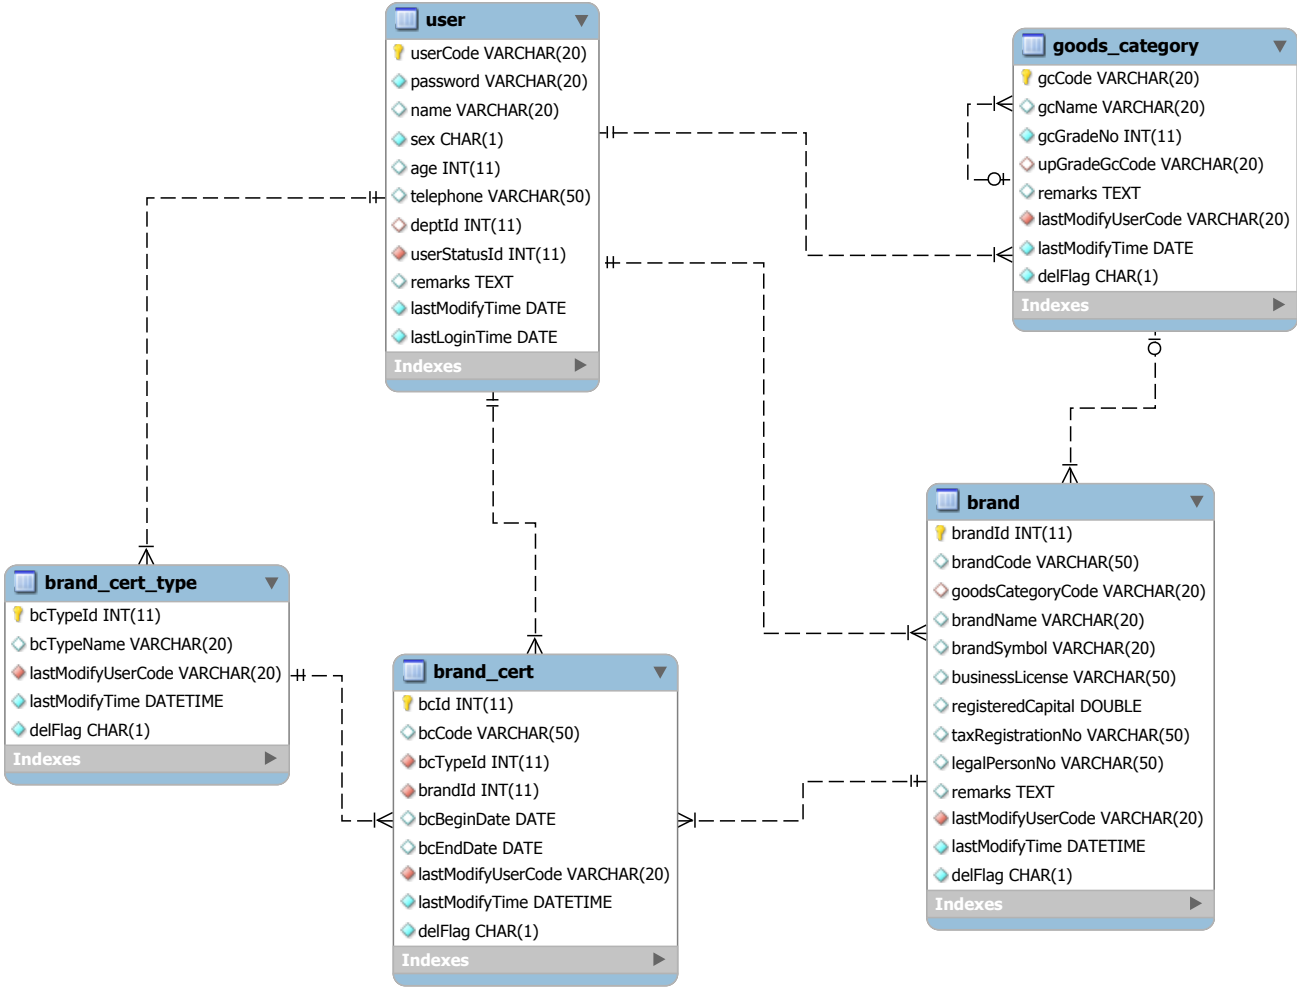 user
userCode VARCHAR(20)
password VARCHAR(20)
name VARCHAR(20)
sex CHAR(1)
age INT(11)
telephone VARCHAR(50)
deptId INT(11)
userStatusId INT(11)
remarks TEXT
lastModifyTime DATE
lastLoginTime DATE
Indexes
goods_category
gcCode VARCHAR(20)
gcName VARCHAR(20)
gcGradeNo INT(11)
upGradeGcCode VARCHAR(20)
remarks TEXT
lastModifyUserCode VARCHAR(20)
lastModifyTime DATE
delFlag CHAR(1)
Indexes
brand_cert_type
bcTypeId INT(11)
bcTypeName VARCHAR(20)
lastModifyUserCode VARCHAR(20)
lastModifyTime DATETIME
delFlag CHAR(1)
Indexes
brand_cert
bcId INT(11)
bcCode VARCHAR(50)
bcTypeId INT(11)
brandId INT(11)
bcBeginDate DATE
bcEndDate DATE
lastModifyUserCode VARCHAR(20)
lastModifyTime DATETIME
delFlag CHAR(1)
Indexes
brand
brandId INT(11)
brandCode VARCHAR(50)
goodsCategoryCode VARCHAR(20)
brandName VARCHAR(20)
brandSymbol VARCHAR(20)
businessLicense VARCHAR(50)
registeredCapital DOUBLE
taxRegistrationNo VARCHAR(50)
legalPersonNo VARCHAR(50)
remarks TEXT
lastModifyUserCode VARCHAR(20)
lastModifyTime DATETIME
delFlag CHAR(1)
Indexes